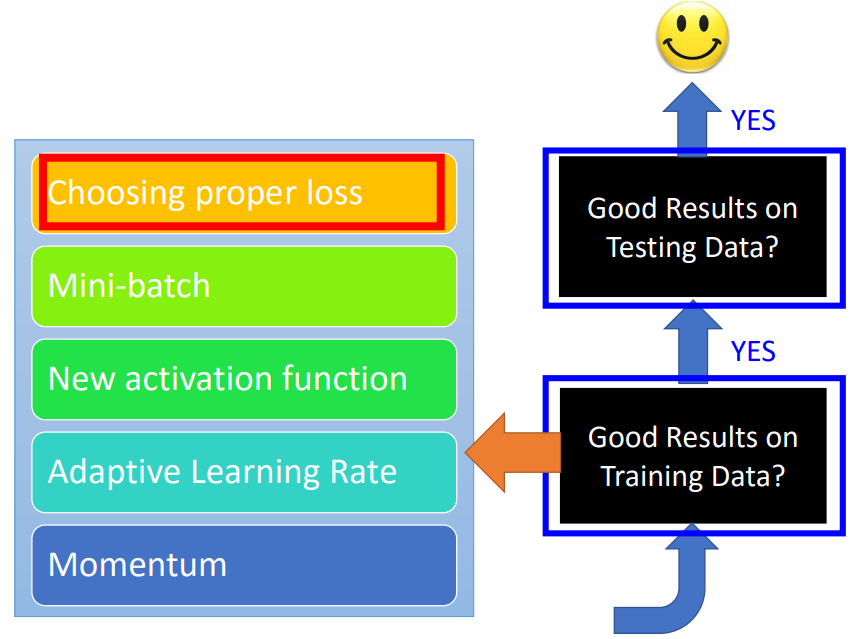 Choosing proper loss
Mini-batch
New activation function
Adaptive Learning Rate
Momentum
YES
Good Results on
Testing Data?
YES
Good Results on
Training Data?